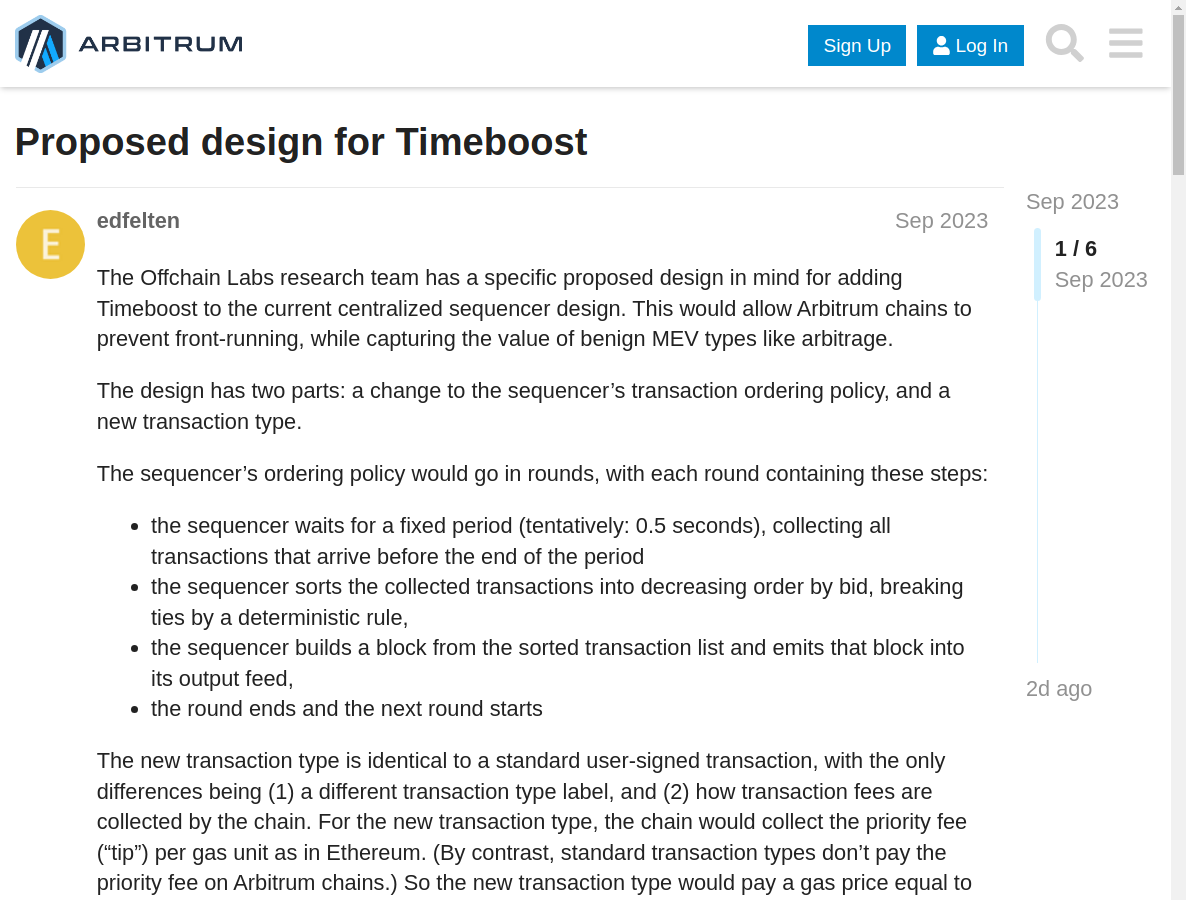 ARBITRUM
Sign Up
Log In
Proposed design for Timeboost
E
edfelten
Sep 2023
The Offchain Labs research team has a specific proposed design in mind for adding
Timeboost to the current centralized sequencer design. This would allow Arbitrum chains to
prevent front-running, while capturing the value of benign MEV types like arbitrage.
The design has two parts: a change to the sequencer’s transaction ordering policy, and a
new transaction type.
The sequencer’s ordering policy would go in rounds, with each round containing these steps:
• the sequencer waits for a fixed period (tentatively: 0.5 seconds), collecting all
transactions that arrive before the end of the period
• the sequencer sorts the collected transactions into decreasing order by bid, breaking
ties by a deterministic rule,
• the sequencer builds a block from the sorted transaction list and emits that block into
its output feed,
• the round ends and the next round starts
The new transaction type is identical to a standard user-signed transaction, with the only
differences being (1) a different transaction type label, and (2) how transaction fees are
collected by the chain. For the new transaction type, the chain would collect the priority fee
(“tip”) per gas unit as in Ethereum. (By contrast, standard transaction types don’t pay the
priority fee on Arbitrum chains.) So the new transaction type would pay a gas price equal to
Sep 2023
1 / 6
Sep 2023
2d ago